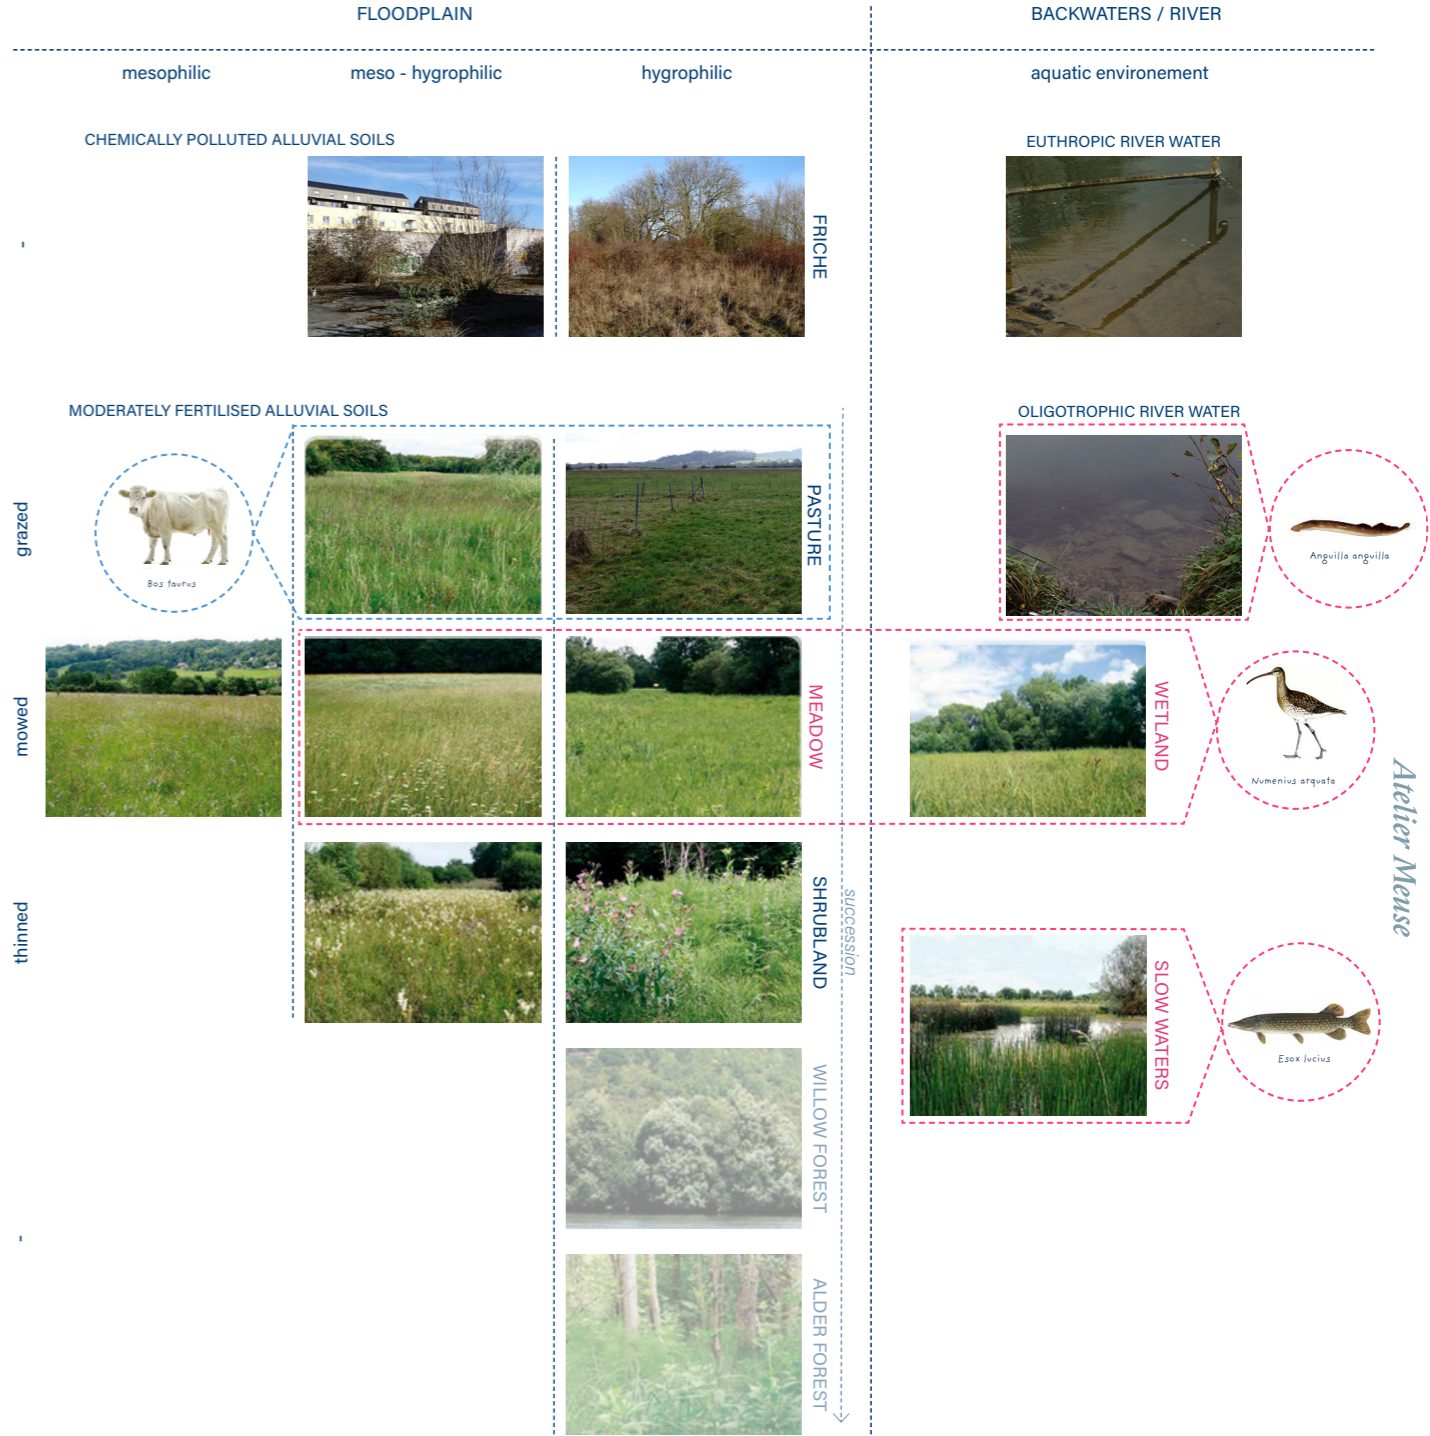 FLOODPLAIN
BACKWATERS / RIVER
mesophilic
meso - hygrophilic
hygrophilic
aquatic environement
CHEMICALLY POLLUTED ALLUVIAL SOILS
EUTHROPIC RIVER WATER
-
FRICHE
MODERATELY FERTILISED ALLUVIAL SOILS
OLIGOTROPHIC RIVER WATER
grazed
Bos taurus
PASTURE
Anguilla anguilla
mowed
MEADOW
WETLAND
Numenius arquata
Atelier Meuse
thinned
SHRUBLAND
succession
SLOW WATERS
Esox lucius
WILLOW FOREST
-
ALDER FOREST